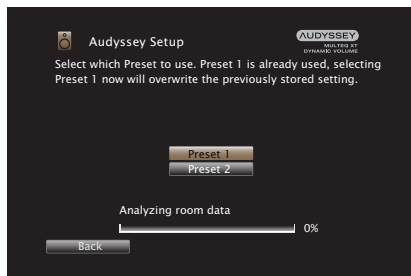 Audyssey Setup
AUDYSSEY
MULTEQ XT
DYNAMIC VOLUME
Select which Preset to use. Preset 1 is already used, selecting
Preset 1 now will overwrite the previously stored setting.
Preset 1
Preset 2
Analyzing room data
0%
Back